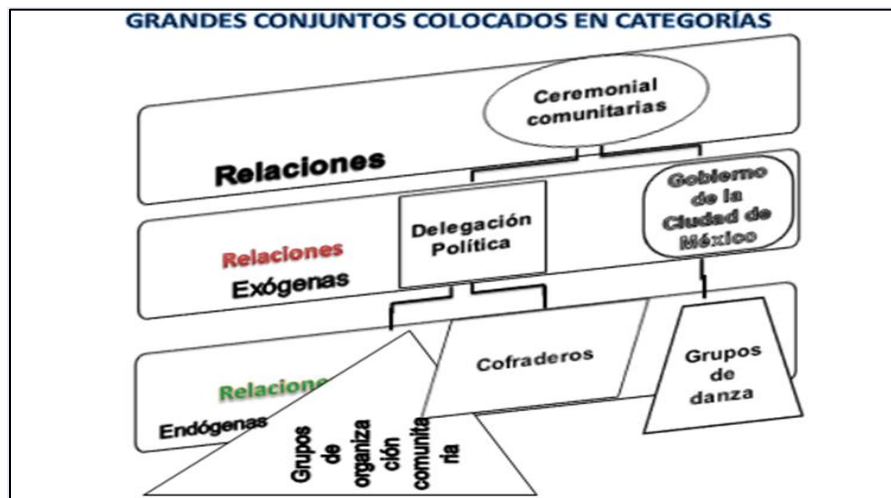 GRANDES CONJUNTOS COLOCADOS EN CATEGORÍAS
Ceremonial
comunitarias
Relaciones
Delegación
Política
Gobierno
de la
Ciudad de
México
Relaciones
Exógenas
Cofraderos
Grupos
de
danza
Relacione
Endógenas
Grupos
de
organiza
ción
comunita
ria